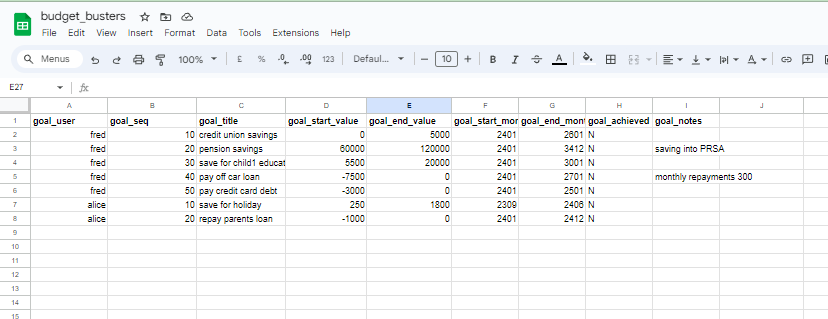 budget_busters
File Edit View Insert Format Data Tools Extensions Help
Menus 100% £ % .0 .00 123 Defaul... 10 B I A
E27 fx
A B C D E F G H I J
1 goal_user goal_seq goal_title goal_start_value goal_end_value goal_start_mor goal_end_mont goal_achieved goal_notes
2 fred 10 credit union savings 0 5000 2401 2601 N
3 fred 20 pension savings 60000 120000 2401 3412 N saving into PRSA
4 fred 30 save for child1 educat 5500 20000 2401 3001 N
5 fred 40 pay off car loan -7500 0 2401 2701 N monthly repayments 300
6 fred 50 pay credit card debt -3000 0 2401 2501 N
7 alice 10 save for holiday 250 1800 2309 2406 N
8 alice 20 repay parents loan -1000 0 2401 2412 N
9
10
11
12
13
14
15